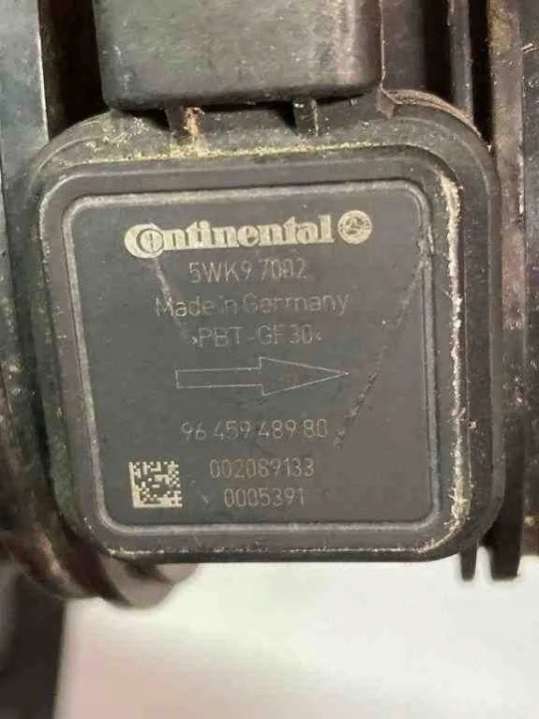 Continental
5WK9 7002
Made in Germany
>PBT-GF30<
96 459 489 80
002089133
0005391